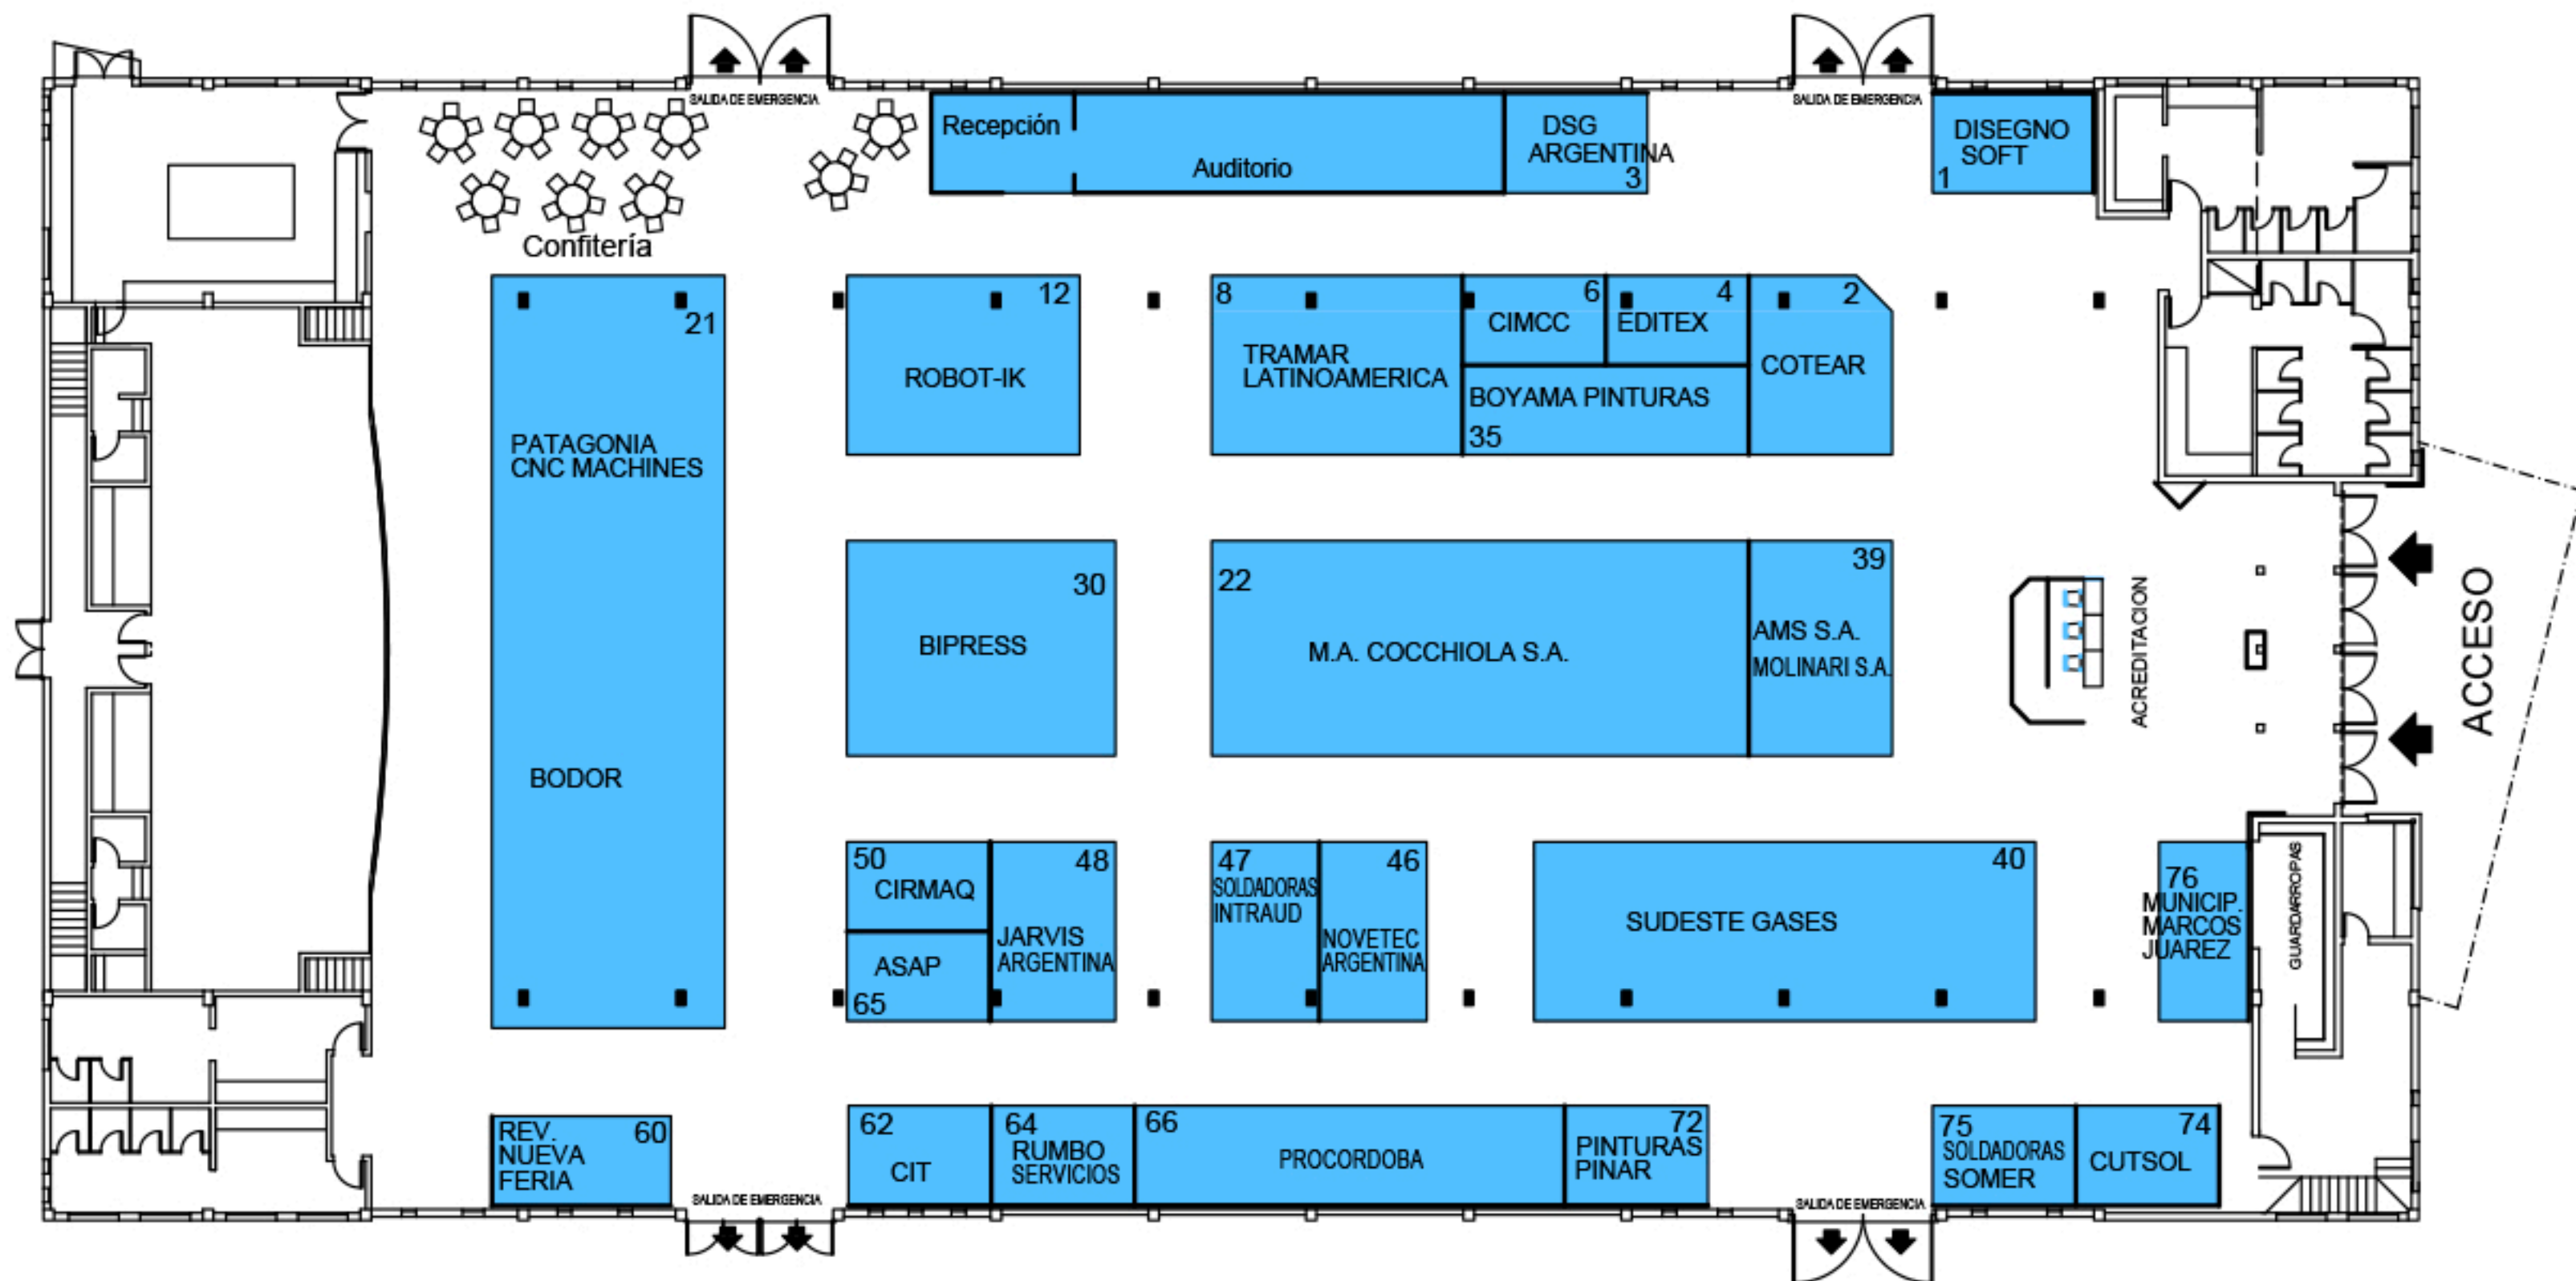 SALIDA DE EMERGENCIA
SALIDA DE EMERGENCIA
Recepción
Auditorio
DSG
ARGENTINA
3
DISEGNO
SOFT
1
Confitería
21
PATAGONIA
CNC MACHINES
BODOR
12
ROBOT-IK
8
TRAMAR
LATINOAMERICA
6
CIMCC
4
EDITEX
BOYAMA PINTURAS
35
2
COTEAR
30
BIPRESS
22
M.A. COCCHIOLA S.A.
39
AMS S.A.
MOLINARI S.A.
ACREDITACION
ACCESO
50
CIRMAQ
ASAP
65
48
JARVIS
ARGENTINA
47
SOLDADORAS
INTRAUD
46
NOVETEC
ARGENTINA
40
SUDESTE GASES
76
MUNICIP.
MARCOS
JUAREZ
GUARDARROPAS
REV.
NUEVA
FERIA
60
62
CIT
64
RUMBO
SERVICIOS
66
PROCORDOBA
72
PINTURAS
PINAR
75
SOLDADORAS
SOMER
74
CUTSOL
SALIDA DE EMERGENCIA
SALIDA DE EMERGENCIA